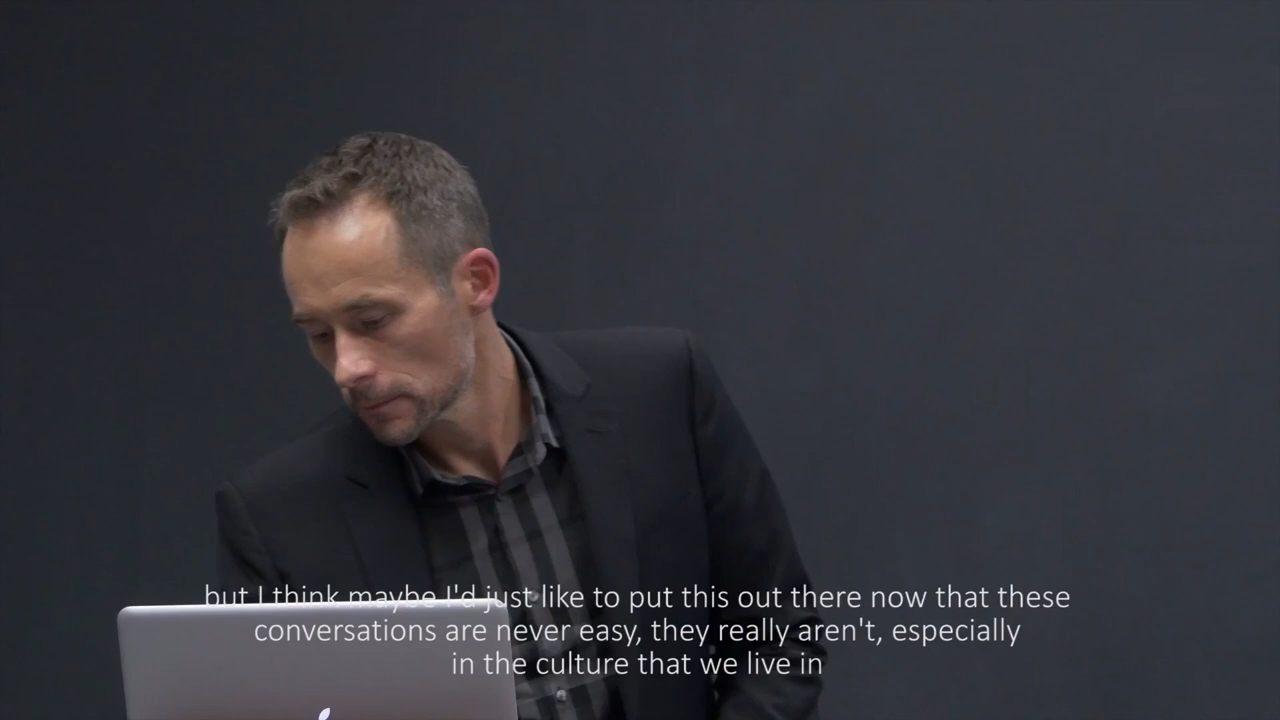 but I think maybe I'd just like to put this out there now that these
conversations are never easy, they really aren't, especially
in the culture that we live in